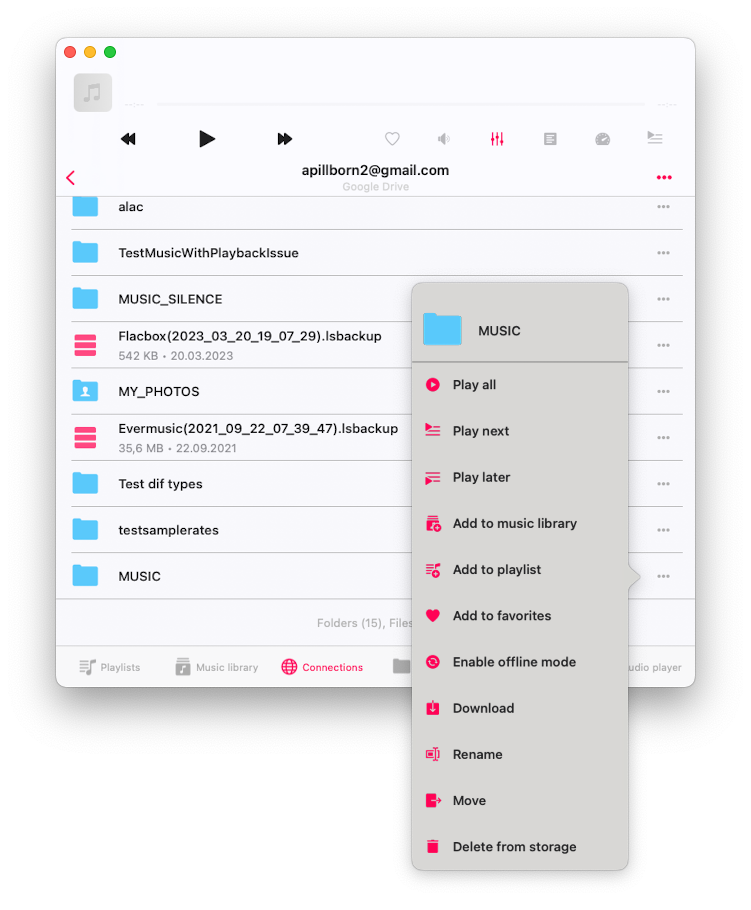 --:--
--:--
apillborn2@gmail.com
Google Drive
alac
TestMusicWithPlaybackIssue
MUSIC_SILENCE
Flacbox(2023_03_20_19_07_29).lsbackup
542 KB • 20.03.2023
MY_PHOTOS
Evermusic(2021_09_22_07_39_47).lsbackup
35,6 MB • 22.09.2021
Test dif types
testsamplerates
MUSIC
Folders (15), Files
Playlists
Music library
Connections
udio player
MUSIC
Play all
Play next
Play later
Add to music library
Add to playlist
Add to favorites
Enable offline mode
Download
Rename
Move
Delete from storage